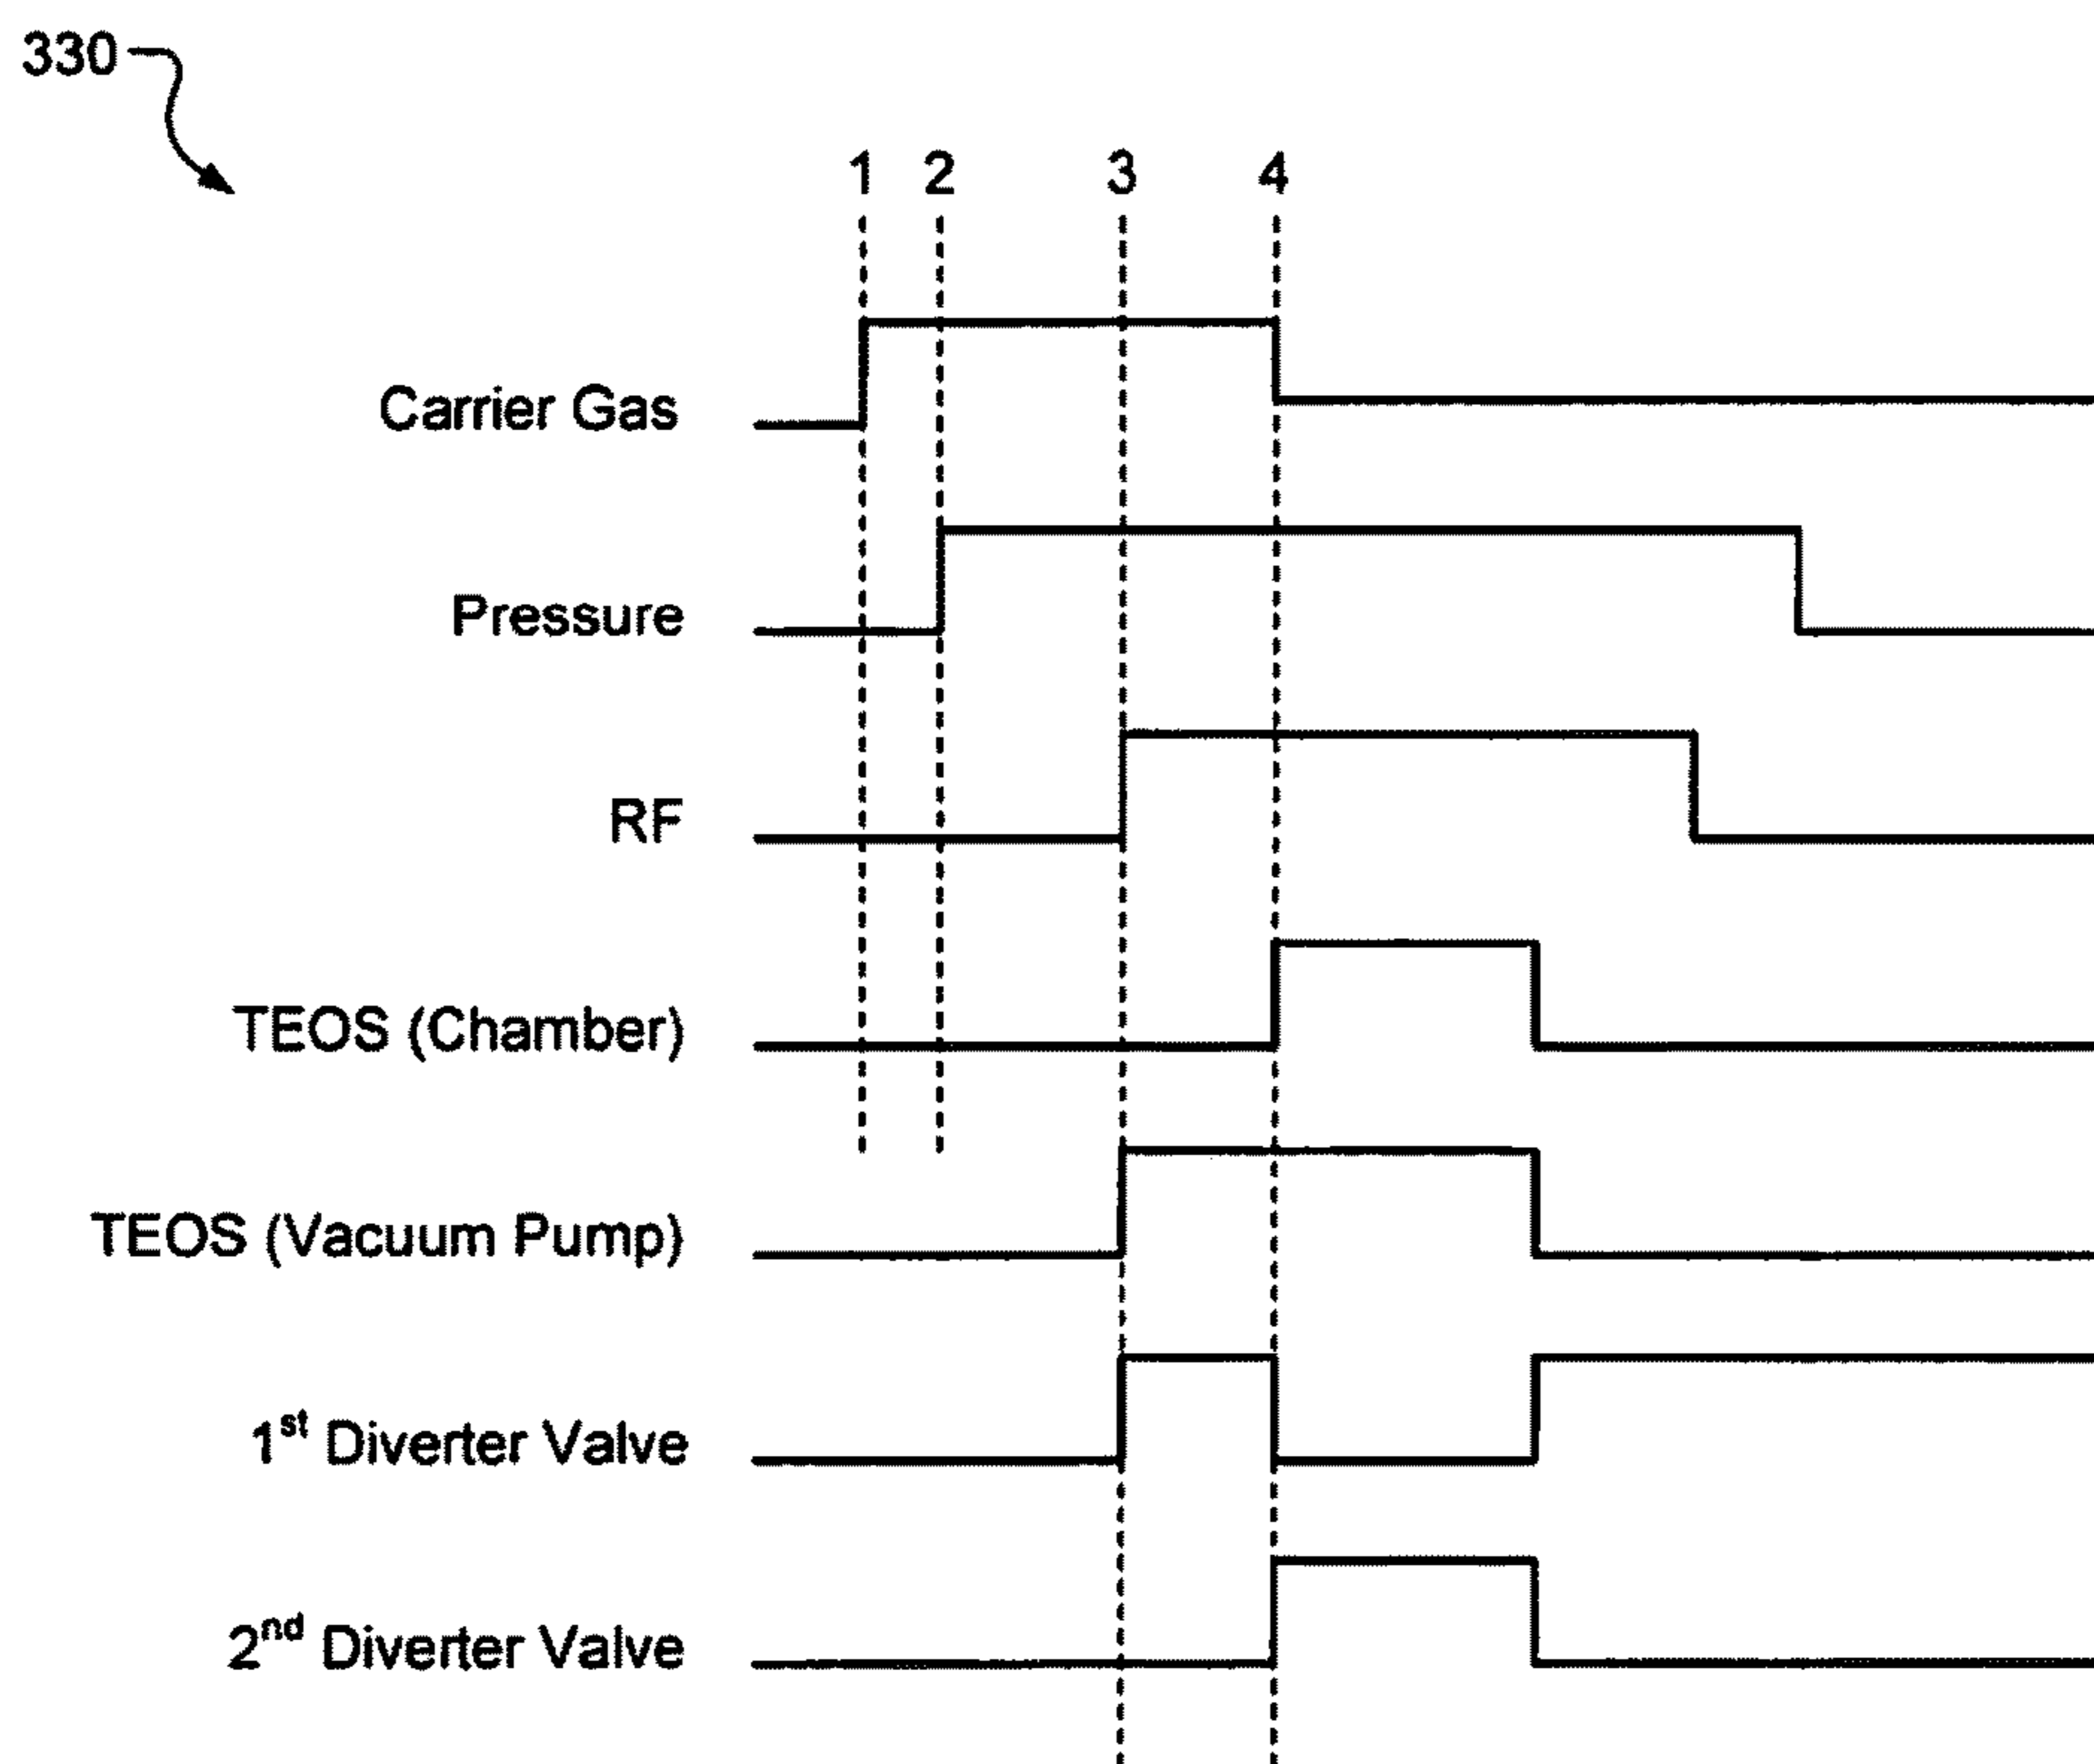 330
1 2 3 4
Carrier Gas
Pressure
RF
TEOS (Chamber)
TEOS (Vacuum Pump)
1st Diverter Valve
2nd Diverter Valve